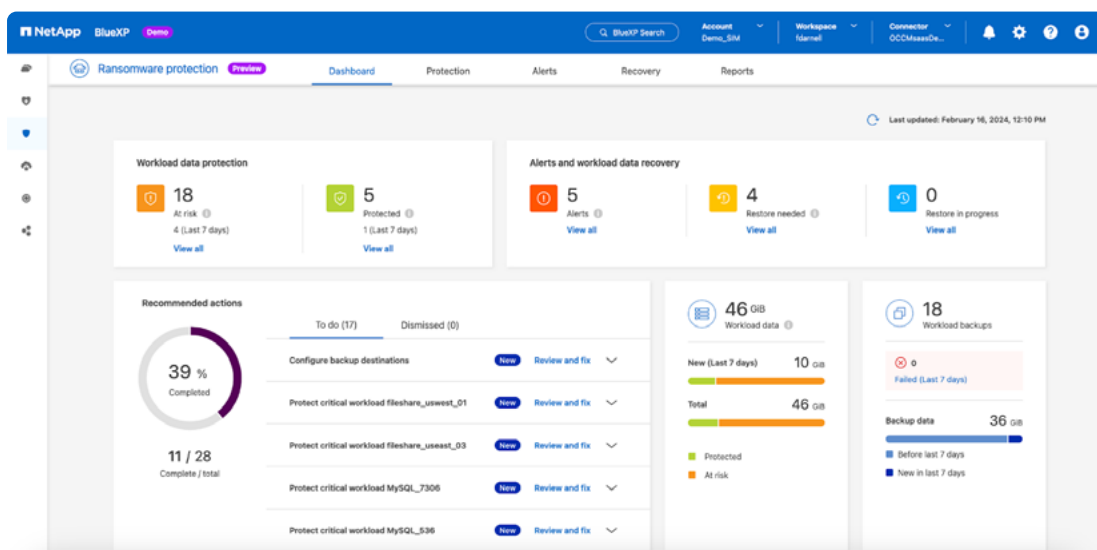 NetApp BlueXP Demo
BlueXP Search
Account
Demo_SIM
Workspace
fdarnell
Connector
OCCMsaasDe...
Ransomware protection Preview
Dashboard Protection Alerts Recovery Reports
Last updated: February 16, 2024, 12:10 PM
Workload data protection
18
At risk
4 (Last 7 days)
View all
5
Protected
1 (Last 7 days)
View all
Alerts and workload data recovery
5
Alerts
View all
4
Restore needed
View all
0
Restore in progress
View all
Recommended actions
39 %
Completed
11 / 28
Complete / total
To do (17) Dismissed (0)
Configure backup destinations New Review and fix
Protect critical workload fileshare_uswest_01 New Review and fix
Protect critical workload fileshare_useast_03 New Review and fix
Protect critical workload MySQL_7306 New Review and fix
Protect critical workload MySQL_536 New Review and fix
46 GiB
Workload data
New (Last 7 days) 10 GiB
Total 46 GiB
Protected
At risk
18
Workload backups
0
Failed (Last 7 days)
Backup data 36 GiB
Before last 7 days
New in last 7 days